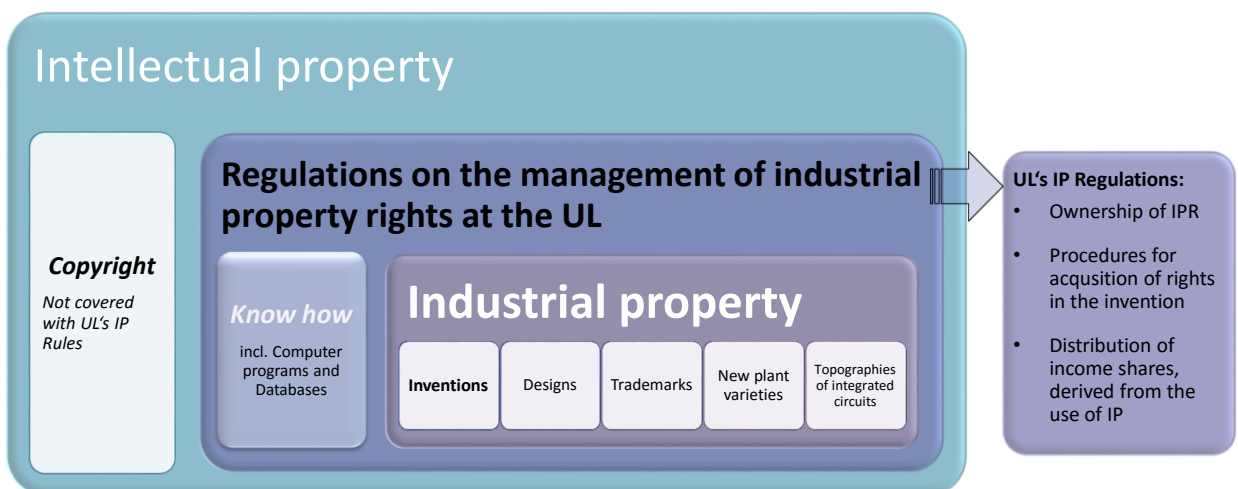 Intellectual property
Copyright
Not covered
with UL‘s IP
Rules
Regulations on the management of industrial
property rights at the UL
Know how
incl. Computer
programs and
Databases
Industrial property
Inventions
Designs
Trademarks
New plant
varieties
Topographies
of integrated
circuits
UL‘s IP Regulations:
• Ownership of IPR
• Procedures for
acqusition of rights
in the invention
• Distribution of
income shares,
derived from the
use of IP